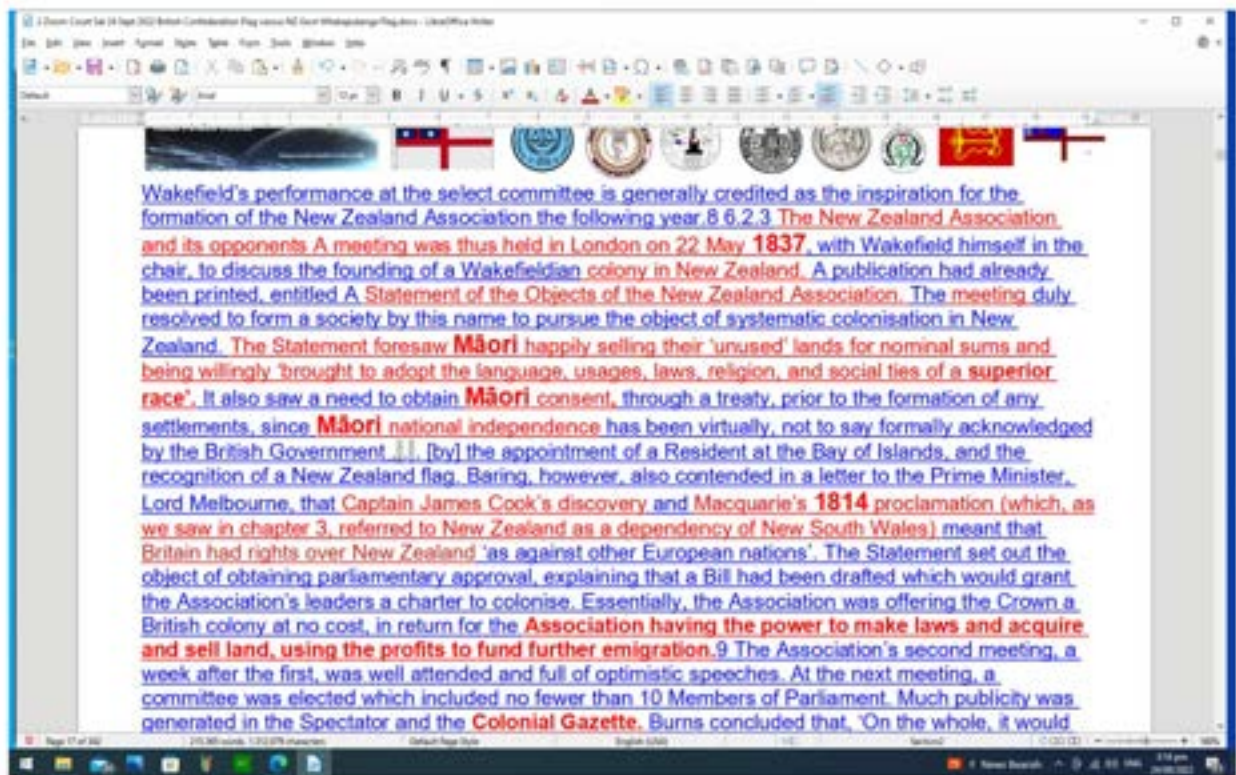 File Edit View Insert Format Styles Table Form Tools Window Help
Wakefield's performance at the select committee is generally credited as the inspiration for the
formation of the New Zealand Association the following year.8 6.2.3 The New Zealand Association
and its opponents A meeting was thus held in London on 22 May 1837, with Wakefield himself in the
chair, to discuss the founding of a Wakefieldian colony in New Zealand. A publication had already
been printed, entitled A Statement of the Objects of the New Zealand Association. The meeting duly
resolved to form a society by this name to pursue the object of systematic colonisation in New
Zealand. The Statement foresaw Māori happily selling their 'unused' lands for nominal sums and
being willingly 'brought to adopt the language, usages, laws, religion, and social ties of a superior
race'. It also saw a need to obtain Māori consent, through a treaty, prior to the formation of any
settlements, since Māori national independence has been virtually, not to say formally acknowledged
by the British Government [by] the appointment of a Resident at the Bay of Islands, and the
recognition of a New Zealand flag. Baring, however, also contended in a letter to the Prime Minister,
Lord Melbourne, that Captain James Cook's discovery and Macquarie's 1814 proclamation (which, as
we saw in chapter 3, referred to New Zealand as a dependency of New South Wales) meant that
Britain had rights over New Zealand 'as against other European nations'. The Statement set out the
object of obtaining parliamentary approval, explaining that a Bill had been drafted which would grant
the Association's leaders a charter to colonise. Essentially, the Association was offering the Crown a
British colony at no cost, in return for the Association having the power to make laws and acquire
and sell land, using the profits to fund further emigration.9 The Association's second meeting, a
week after the first, was well attended and full of optimistic speeches. At the next meeting, a
committee was elected which included no fewer than 10 Members of Parliament. Much publicity was
generated in the Spectator and the Colonial Gazette. Burns concluded that, 'On the whole, it would
Default Page Style English (USA)